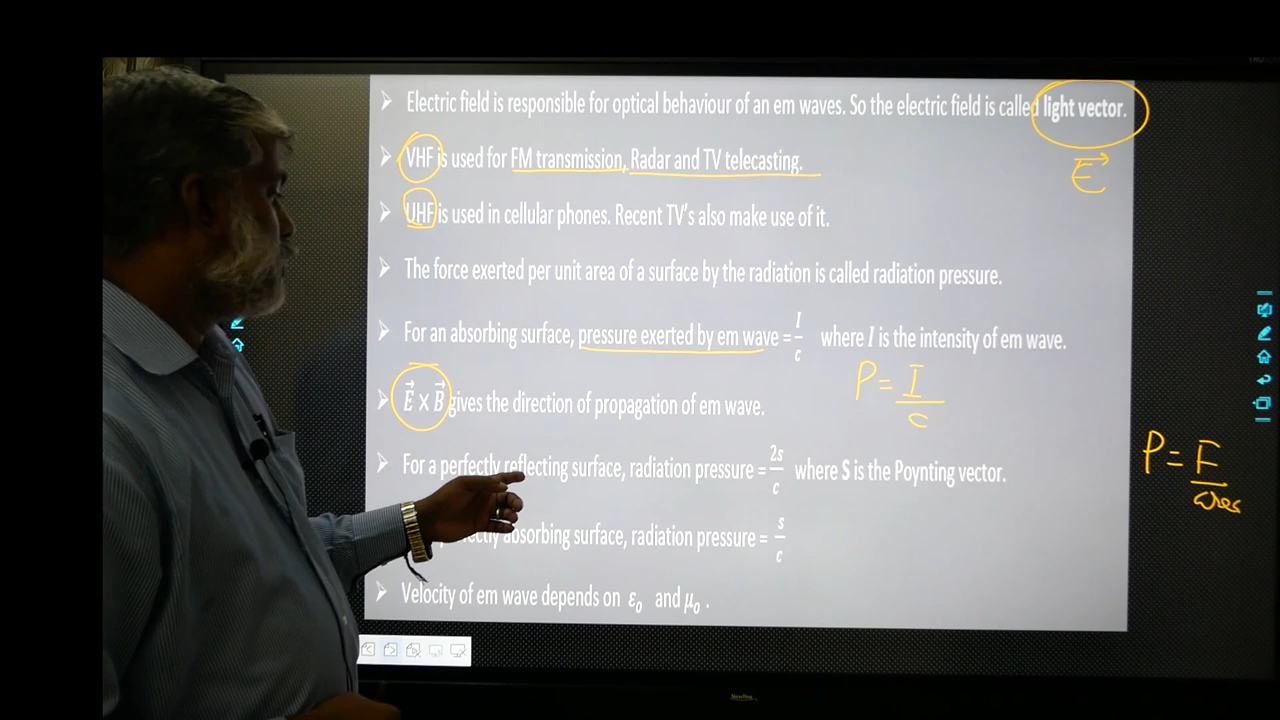 ➢ Electric field is responsible for optical behaviour of an em waves. So the electric field is called light vector.
E⃗
➢ VHF is used for FM transmission, Radar and TV telecasting.
➢ UHF is used in cellular phones. Recent TV's also make use of it.
➢ The force exerted per unit area of a surface by the radiation is called radiation pressure.
➢ For an absorbing surface, pressure exerted by em wave = I/c where I is the intensity of em wave.
P = I/c
➢ E⃗ × B⃗ gives the direction of propagation of em wave.
P = F/area
➢ For a perfectly reflecting surface, radiation pressure = 2s/c where S is the Poynting vector.
absorbing surface, radiation pressure = s/c
➢ Velocity of em wave depends on ε₀ and μ₀ .